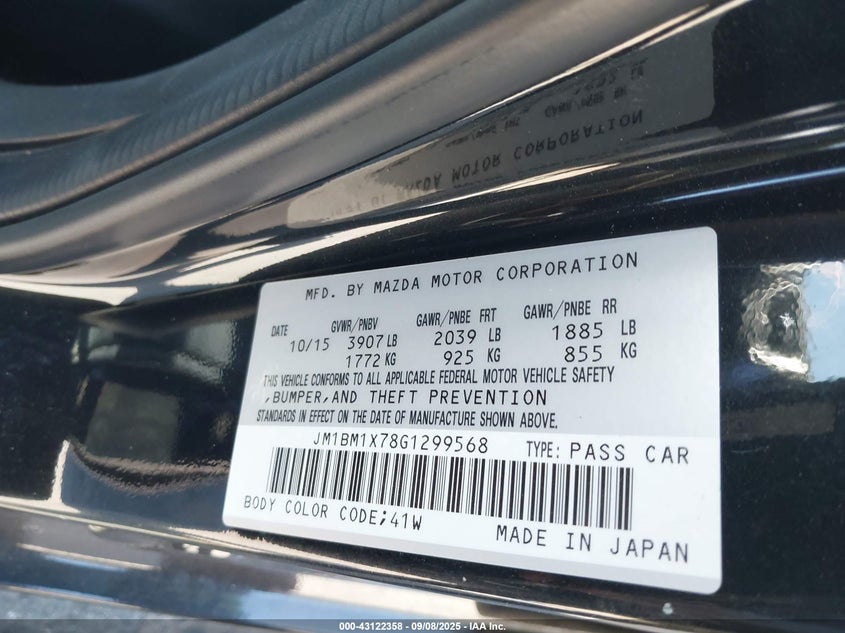 MFD. BY MAZDA MOTOR CORPORATION
DATE GVWR/PNBV GAWR/PNBE FRT GAWR/PNBE RR
10/15 3907 LB 2039 LB 1885 LB
1772 KG 925 KG 855 KG
THIS VEHICLE CONFORMS TO ALL APPLICABLE FEDERAL MOTOR VEHICLE SAFETY
,BUMPER,AND THEFT PREVENTION
STANDARDS IN EFFECT ON THE DATE OF MANUFACTURE SHOWN ABOVE.
JM1BM1X78G1299568 TYPE: PASS CAR
BODY COLOR CODE;41W MADE IN JAPAN
000-43122358 - 09/08/2025 - IAA Inc.